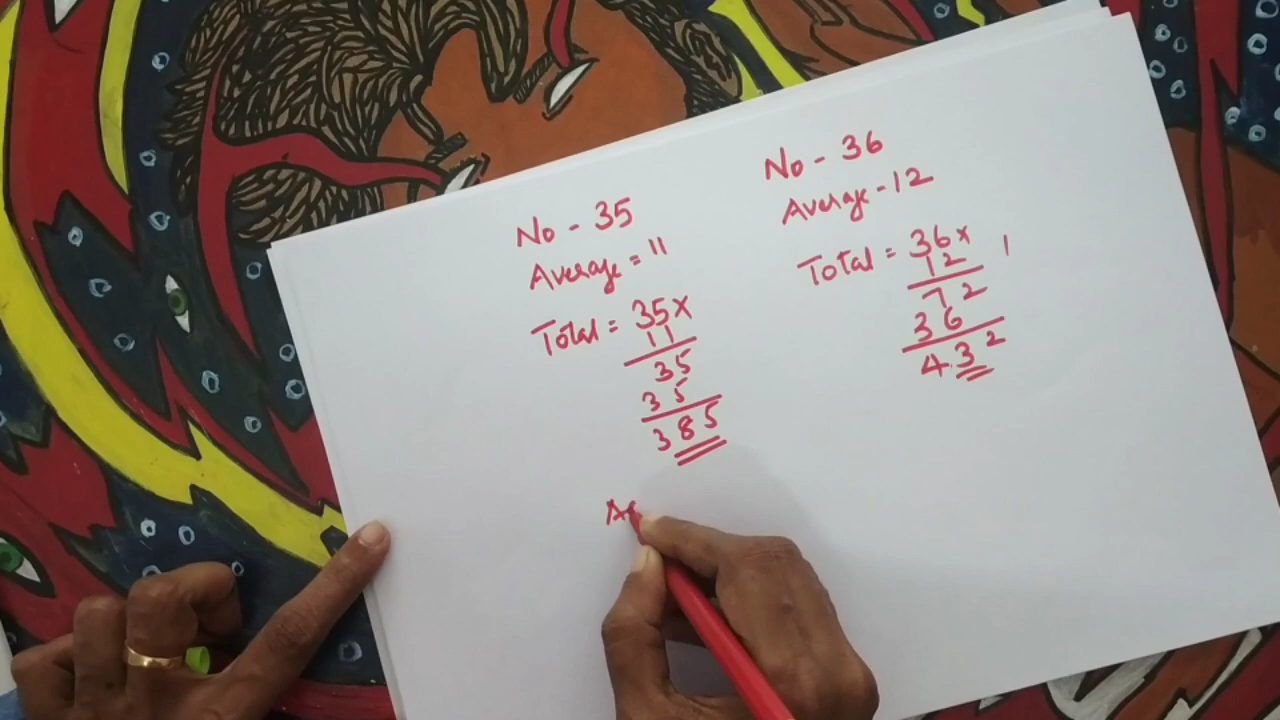 No - 35
Average = 11
Total = 35x
11
35
35
385
No - 36
Average - 12
Total = 36x
12
72
36
432